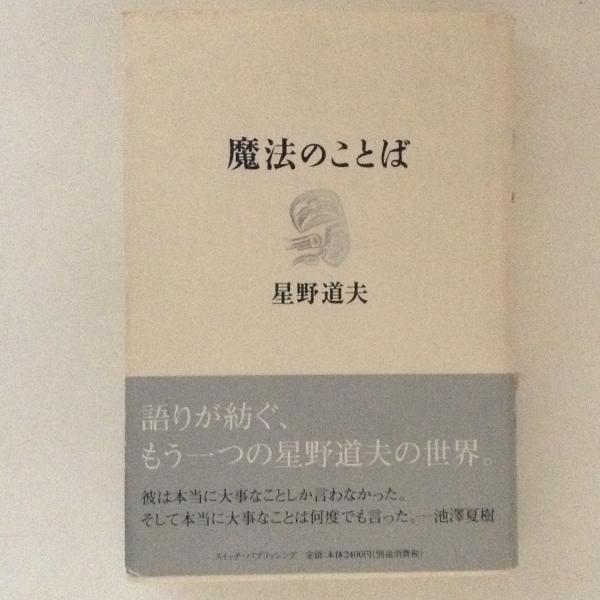 魔法のことば
星野道夫
語りが紡ぐ、
もう一つの星野道夫の世界。
彼は本当に大事なことしか言わなかった。
そして本当に大事なことは何度でも言った。—池澤夏樹
スイッチ・パブリッシング 定価：本体2400円（別途消費税）